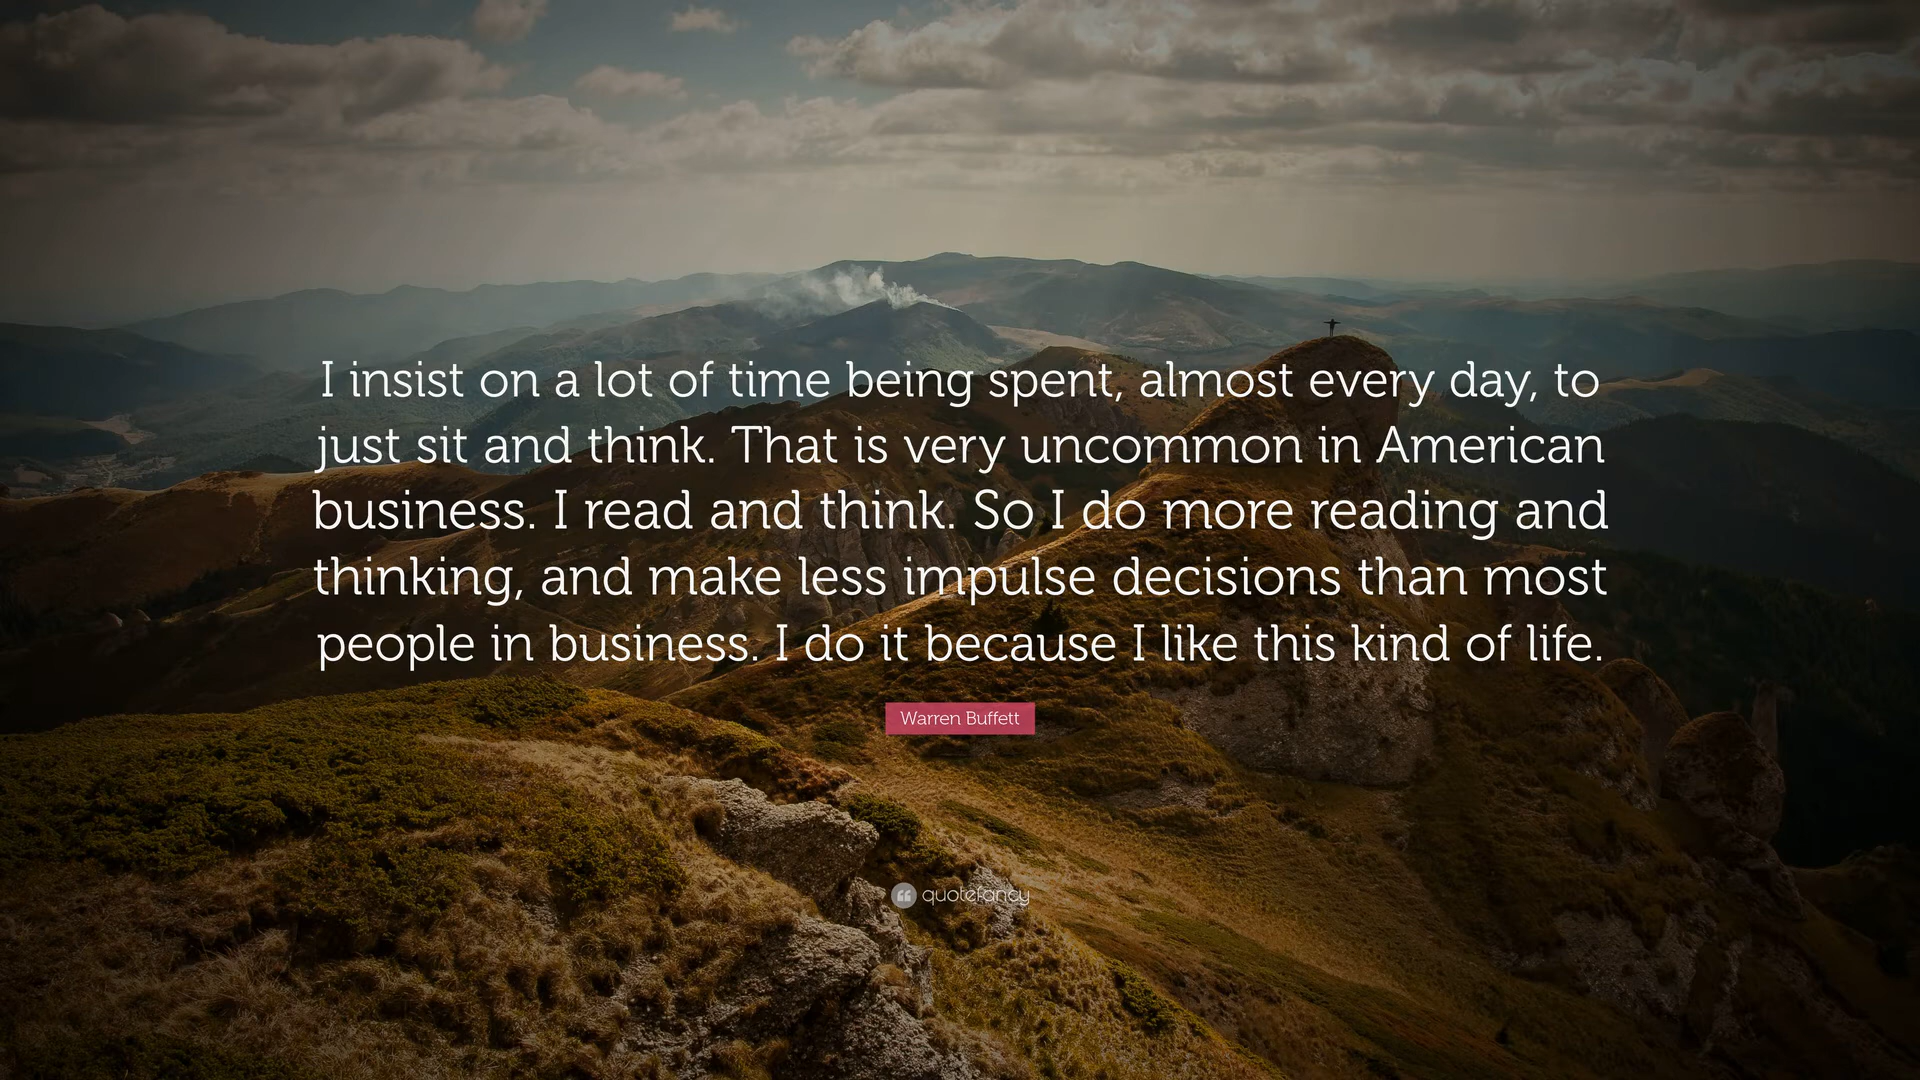 I insist on a lot of time being spent, almost every day, to
just sit and think. That is very uncommon in American
business. I read and think. So I do more reading and
thinking, and make less impulse decisions than most
people in business. I do it because I like this kind of life.
Warren Buffett
quotefancy